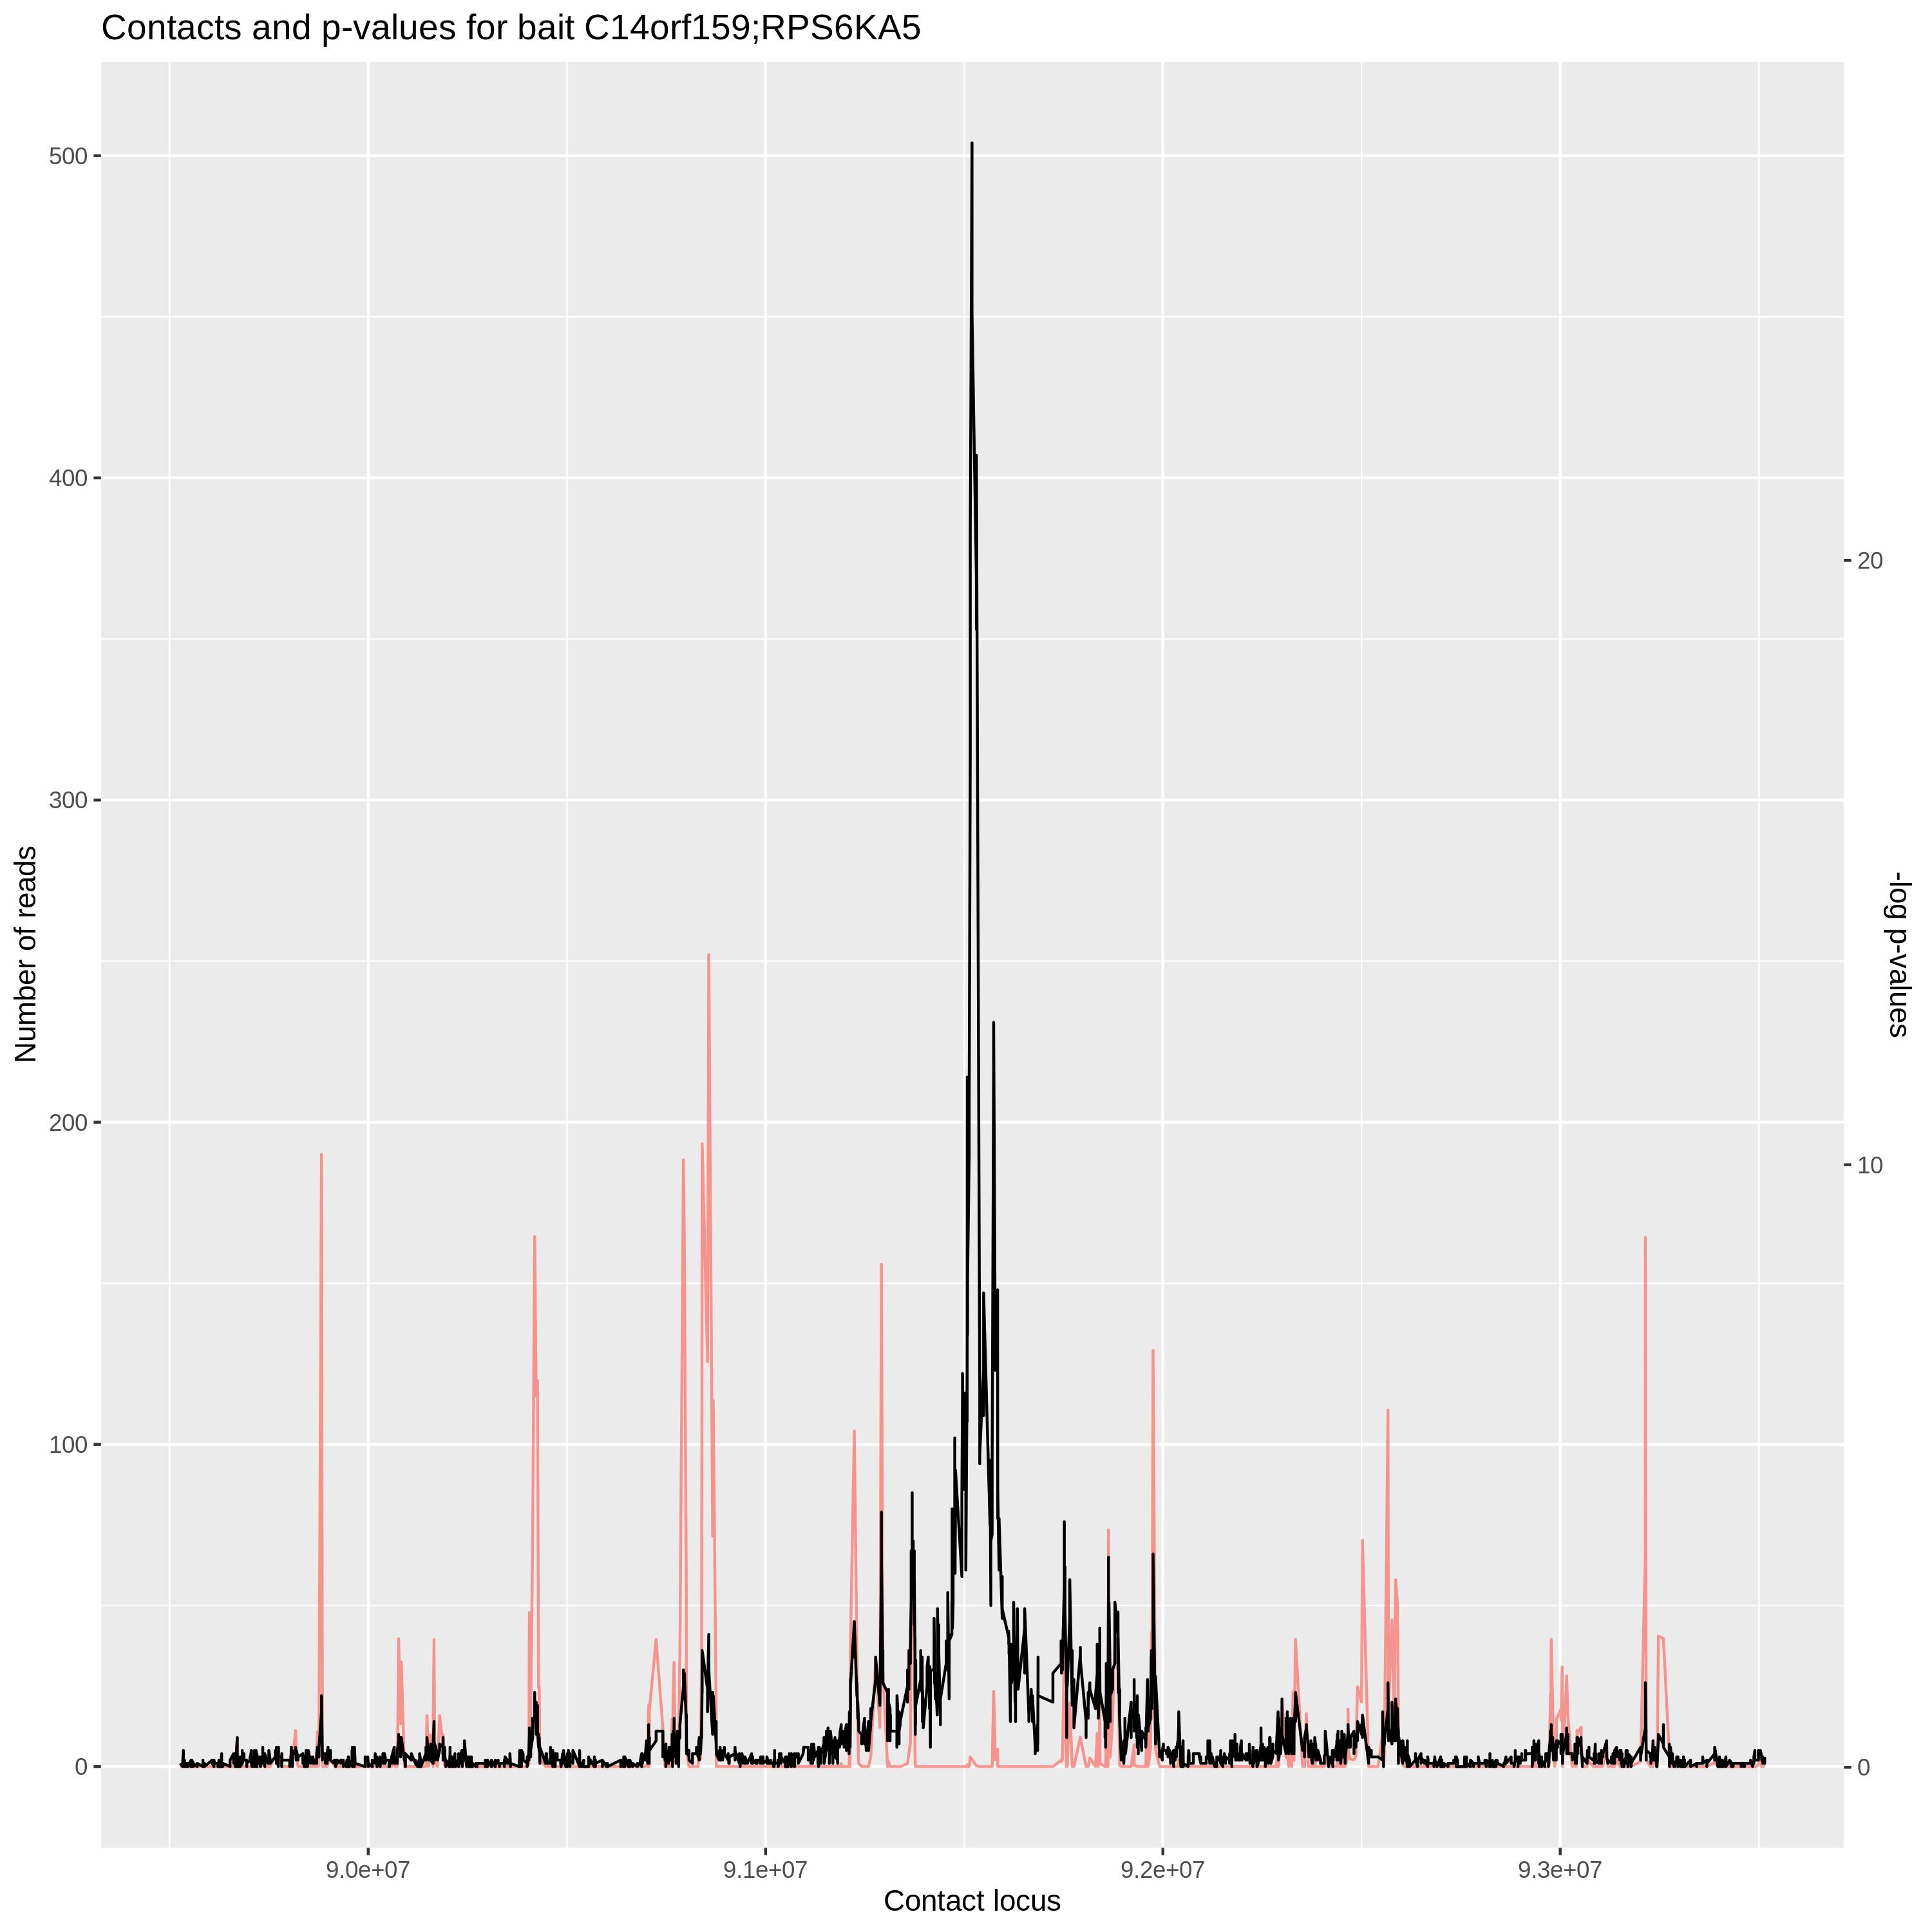 Contacts and p-values for bait C14orf159;RPS6KA5
500
400
300
200
100
0
Number of reads
20
10
0
-log p-values
9.0e+07
9.1e+07
9.2e+07
9.3e+07
Contact locus